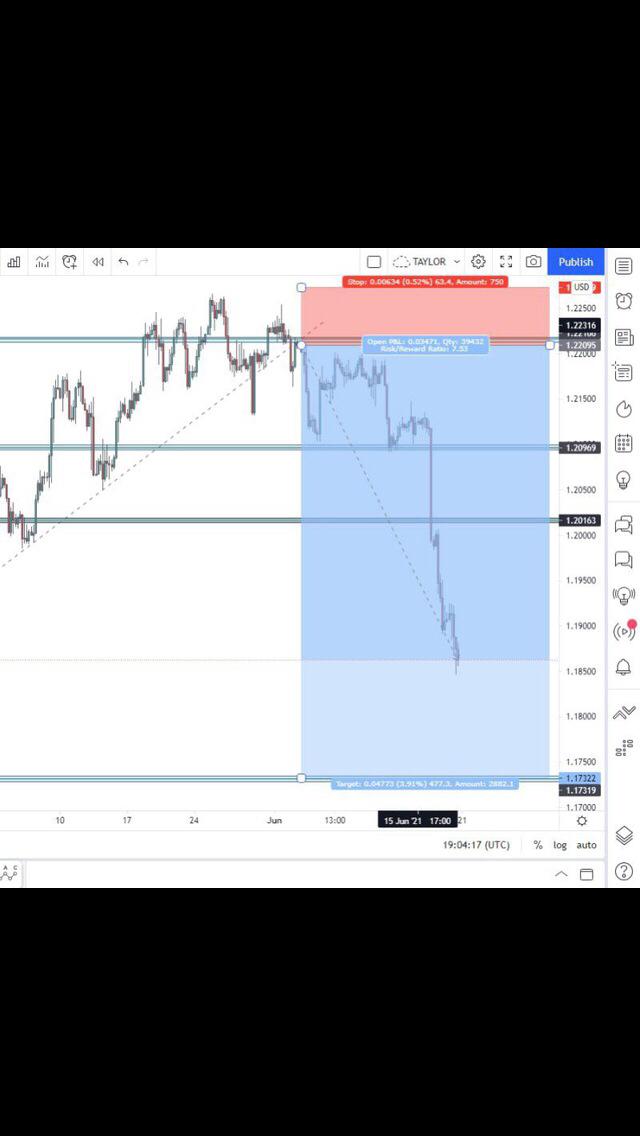 TAYLOR
Publish
Stop: 0.00634 (0.52%) 63.4, Amount: 750
USD
1.22500
1.22316
Open P&L: 0.03471, Qty: 39432
Risk/Reward Ratio: 7.53
1.22095
1.22000
1.21500
1.20969
1.20500
1.20163
1.20000
1.19500
1.19000
1.18500
1.18000
1.17500
1.17322
Target: 0.04773 (3.91%) 477.3, Amount: 2882.1
1.17319
1.17000
10
17
24
Jun
13:00
15 Jun '21 17:00
21
19:04:17 (UTC)
%
log
auto
A C